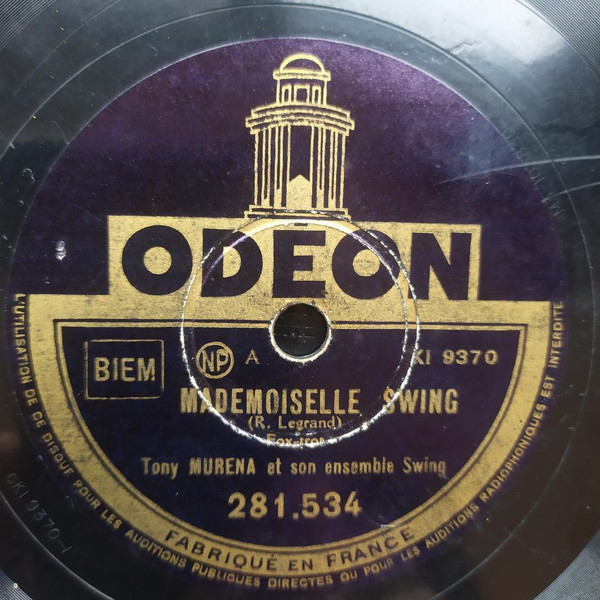 ODÉON
BIEM
NP A KI 9370
MADEMOISELLE SWING
(R. Legrand)
Fox-trot
Tony MURENA et son ensemble Swing
281.534
FABRIQUÉ EN FRANCE
L'UTILISATION DE CE DISQUE POUR LES AUDITIONS PUBLIQUES DIRECTES OU POUR LES AUDITIONS RADIOPHONIQUES EST INTERDITE
KI 9370-1